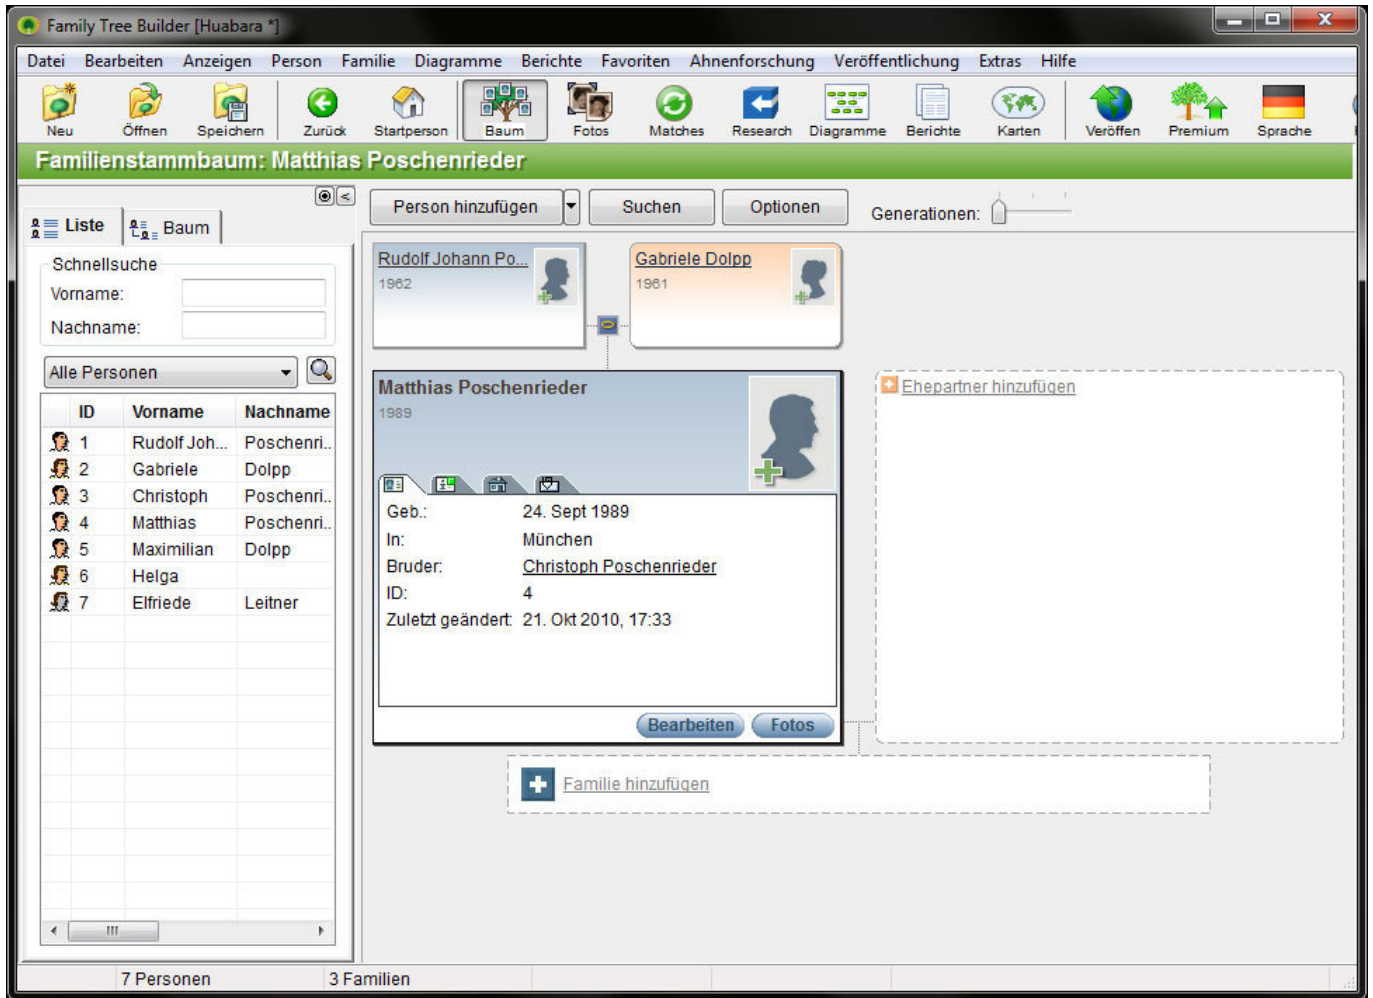 Family Tree Builder [Huabara *]
Datei Bearbeiten Anzeigen Person Familie Diagramme Berichte Favoriten Ahnenforschung Veröffentlichung Extras Hilfe
Neu Öffnen Speichern Zurück Startperson Baum Fotos Matches Research Diagramme Berichte Karten Veröffen Premium Sprache
Familienstammbaum: Matthias Poschenrieder
Liste Baum
Person hinzufügen Suchen Optionen Generationen:
Schnellsuche
Vorname:
Nachname:
Alle Personen
ID Vorname Nachname
1 Rudolf Joh... Poschenri..
2 Gabriele Dolpp
3 Christoph Poschenri..
4 Matthias Poschenri..
5 Maximilian Dolpp
6 Helga
7 Elfriede Leitner
Rudolf Johann Po...
1962
Gabriele Dolpp
1961
Matthias Poschenrieder
1989
Geb.: 24. Sept 1989
In: München
Bruder: Christoph Poschenrieder
ID: 4
Zuletzt geändert: 21. Okt 2010, 17:33
Bearbeiten Fotos
Ehepartner hinzufügen
Familie hinzufügen
7 Personen 3 Familien